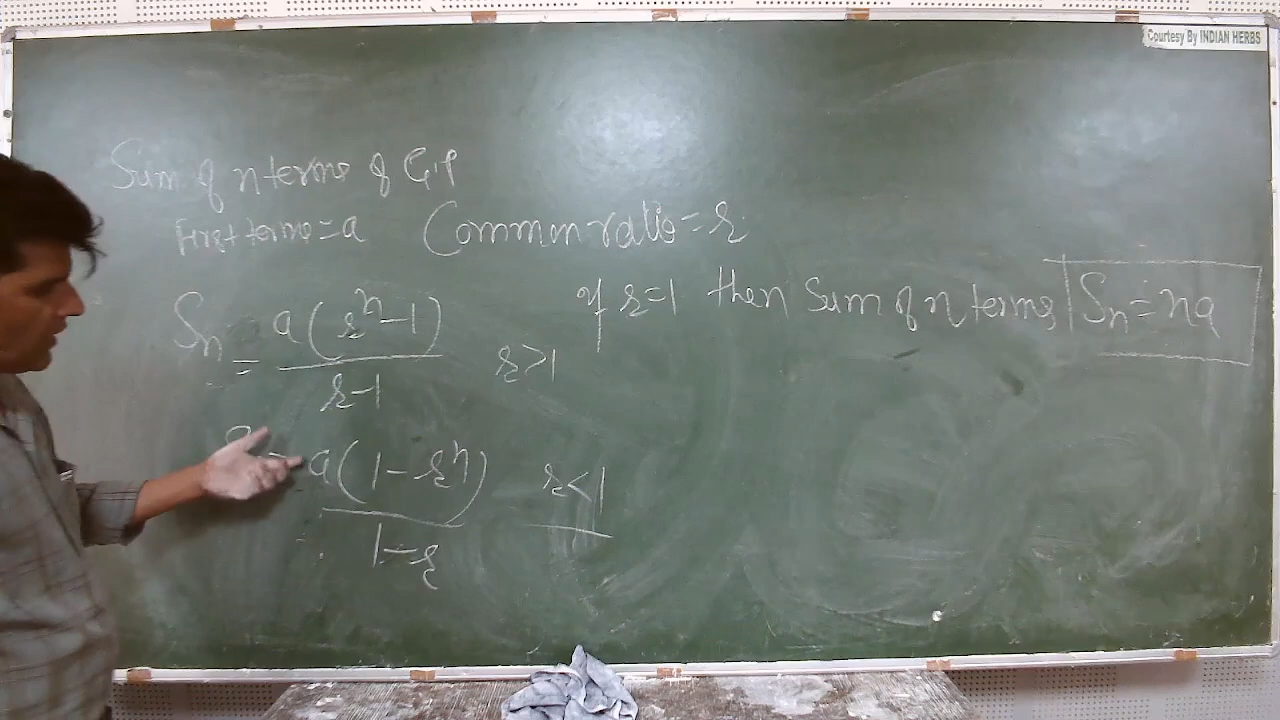 Courtesy By INDIAN HERBS
Sum of n terms of G.P
First terms = a Common ratio = r
Sn = a(r^n - 1) / r - 1 r > 1
if r = 1 then Sum of n terms Sn = na
= a(1 - r^n) / 1 - r r < 1